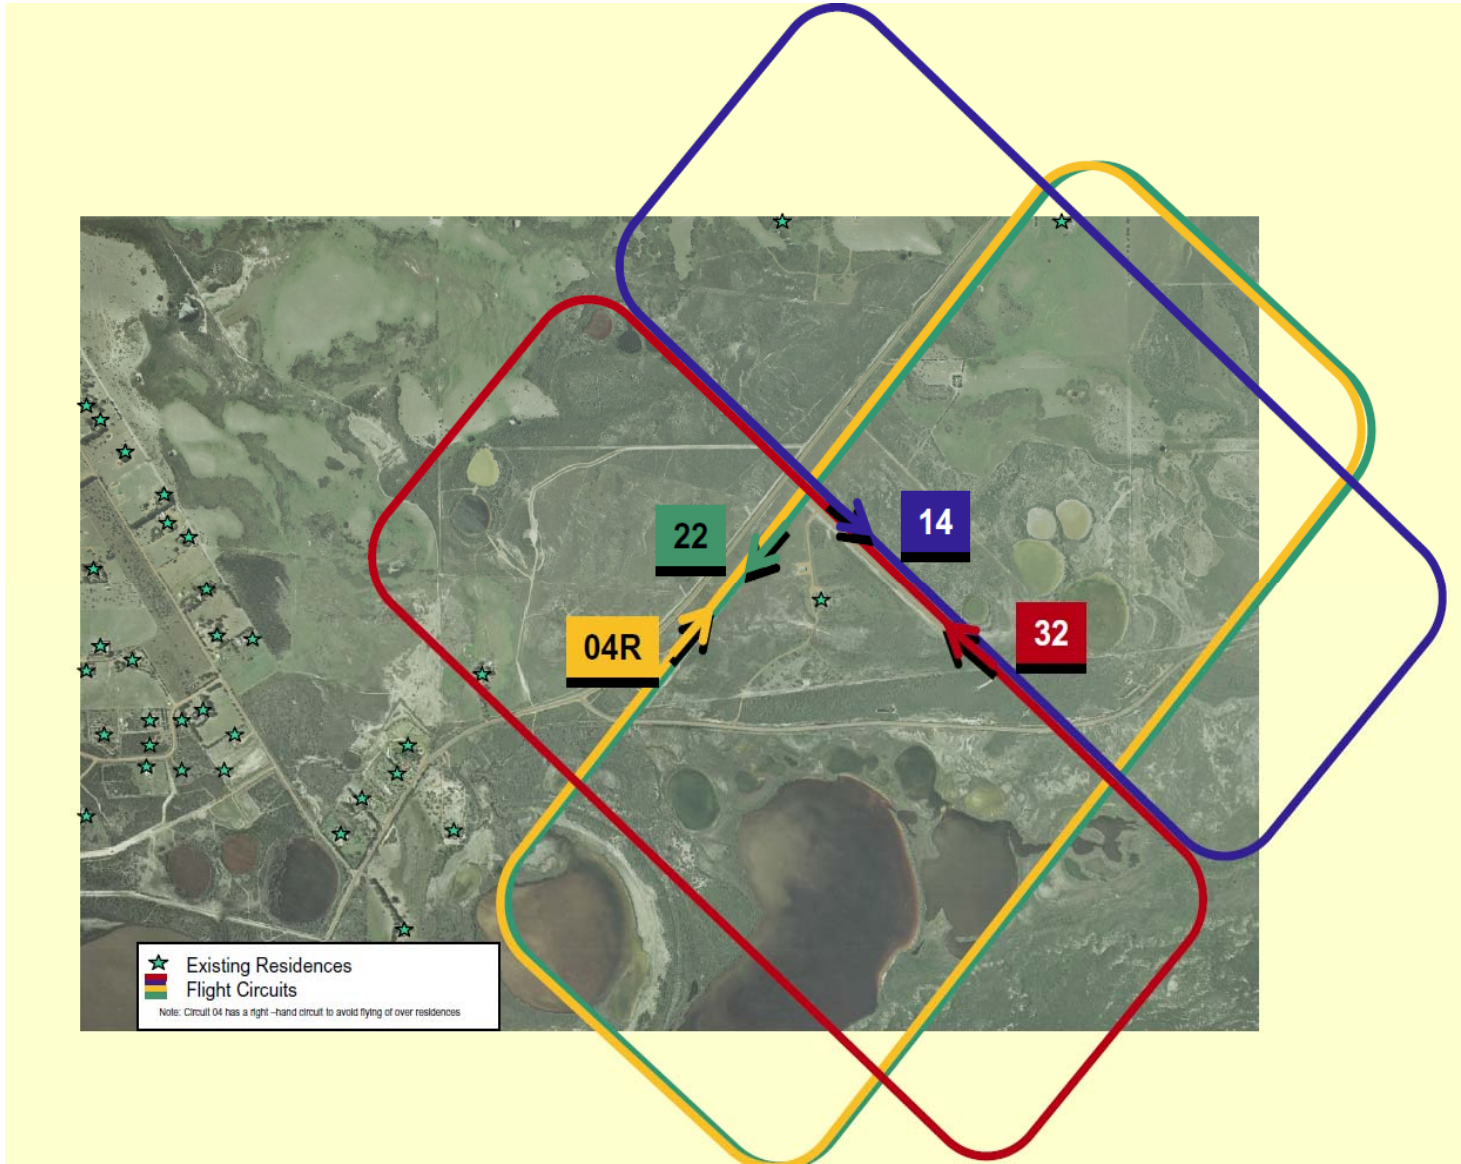 14
22
32
04R
Existing Residences
Flight Circuits
Note: Circuit 04 has a right –hand circuit to avoid flying of over residences